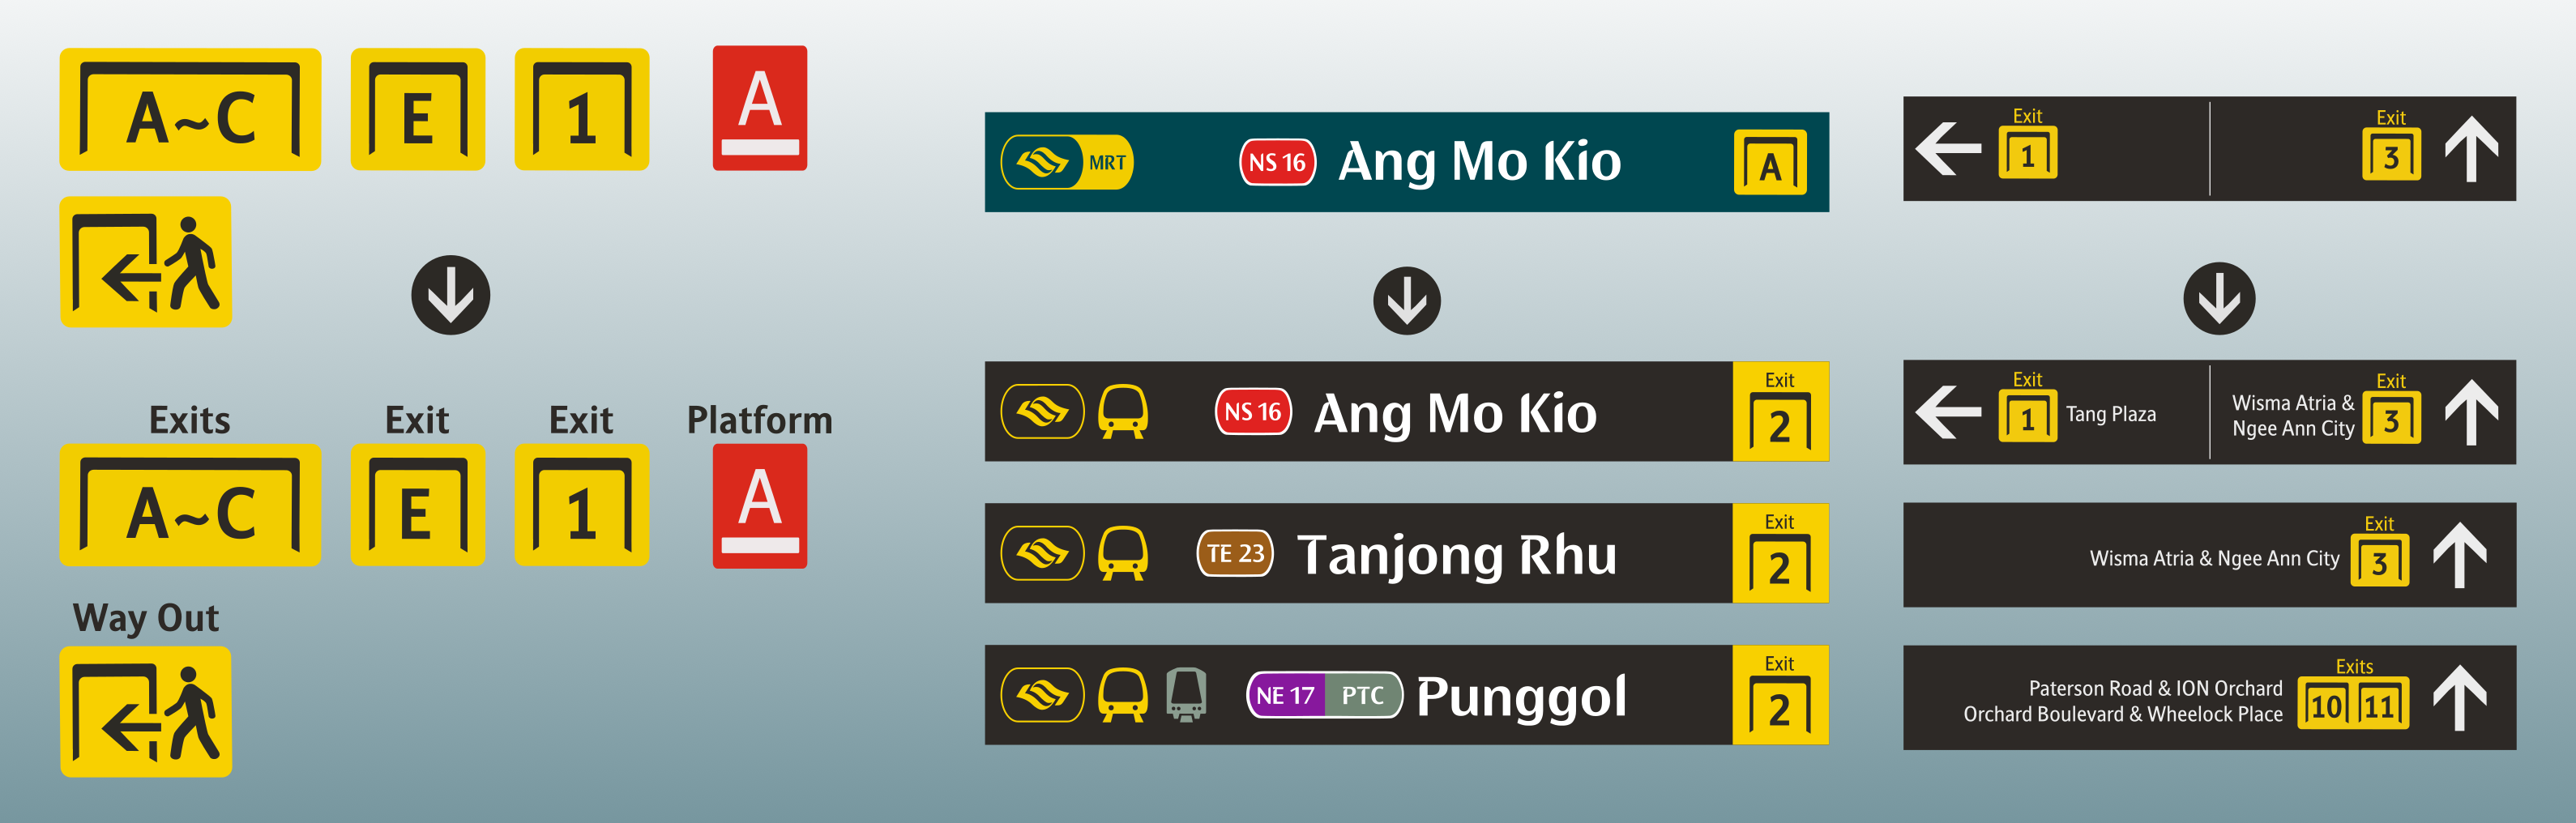 A~C
E
1
A
Exits
A~C
Exit
E
Exit
1
Platform
A
Way Out
MRT
NS 16
Ang Mo Kio
A
NS 16
Ang Mo Kio
Exit
2
TE 23
Tanjong Rhu
Exit
2
NE 17
PTC
Punggol
Exit
2
Exit
1
Exit
3
Exit
1
Tang Plaza
Wisma Atria &
Ngee Ann City
Exit
3
Wisma Atria & Ngee Ann City
Exit
3
Paterson Road & ION Orchard
Orchard Boulevard & Wheelock Place
Exits
10 11